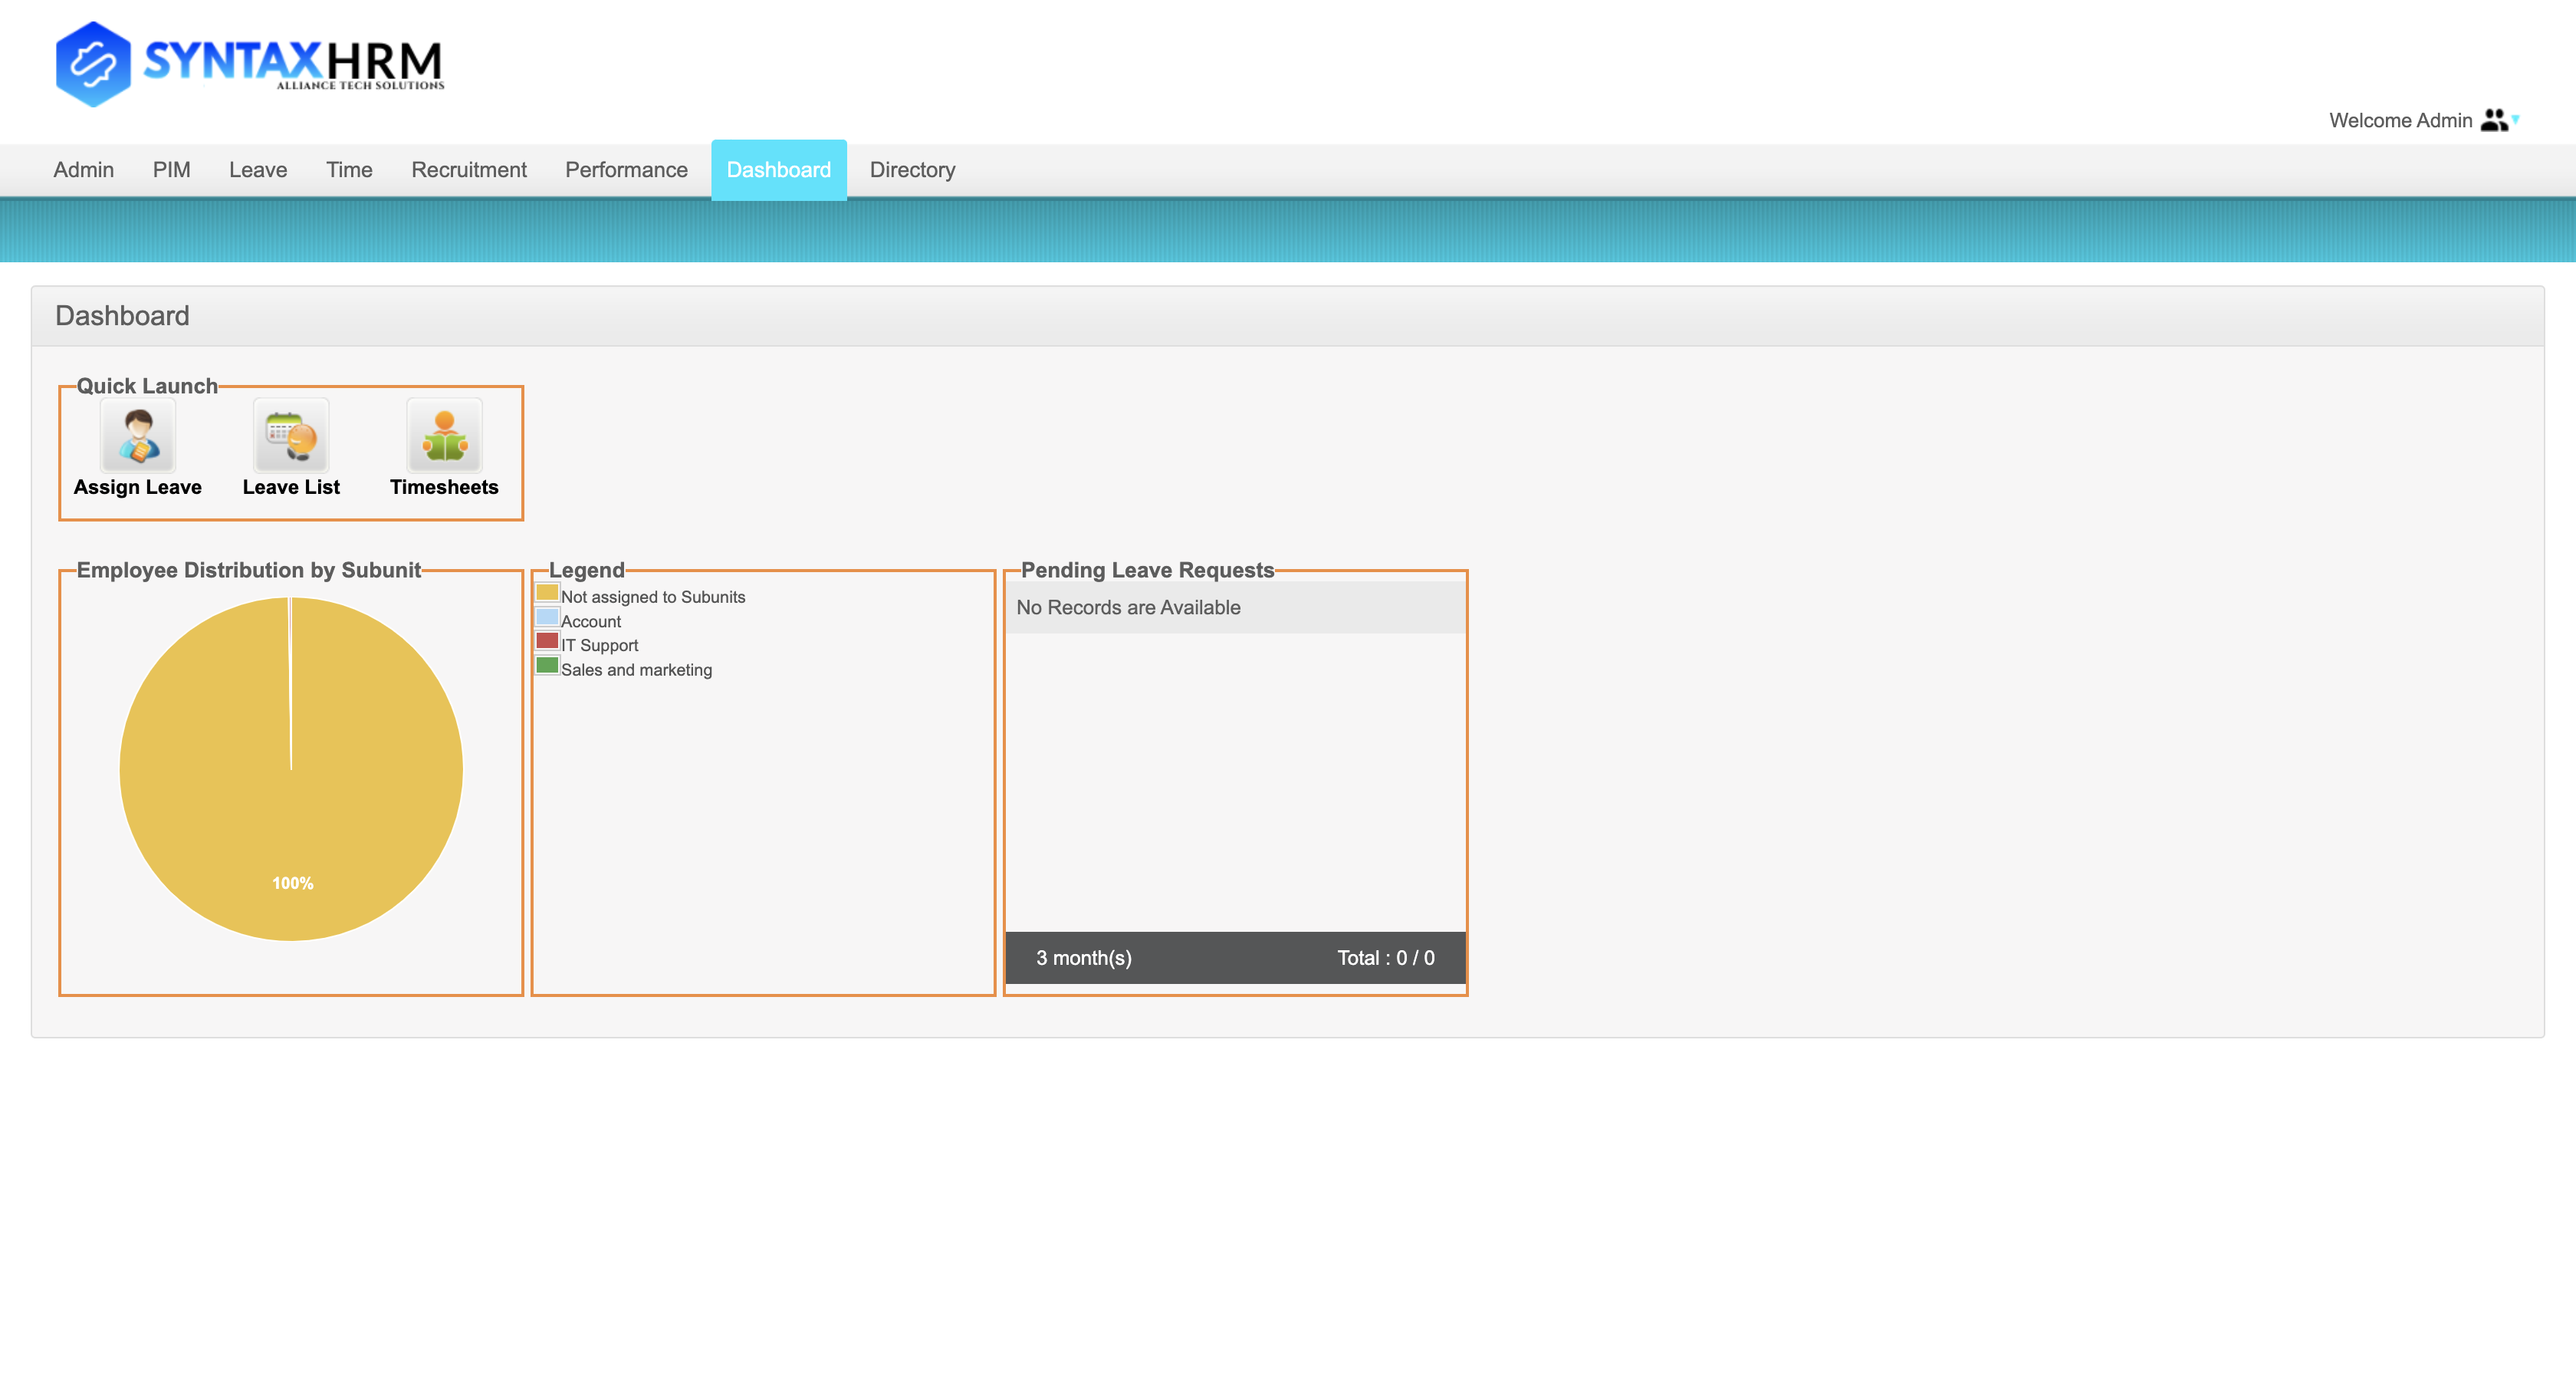 SYNTAXHRM
ALLIANCE TECH SOLUTIONS
Welcome Admin
Admin PIM Leave Time Recruitment Performance Dashboard Directory
Dashboard
Quick Launch
Assign Leave Leave List Timesheets
Employee Distribution by Subunit
100%
Legend
Not assigned to Subunits
Account
IT Support
Sales and marketing
Pending Leave Requests
No Records are Available
3 month(s) Total : 0 / 0